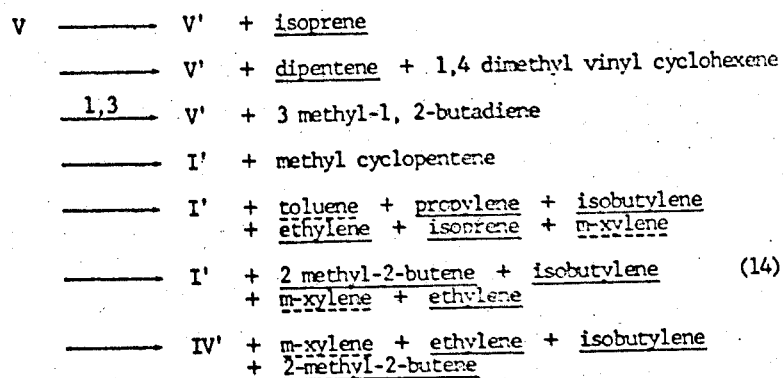 V → V' + isoprene
→ V' + dipentene + 1,4 dimethyl vinyl cyclohexene
1,3 → V' + 3 methyl-1, 2-butadiene
→ I' + methyl cyclopentene
→ I' + toluene + propylene + isobutylene
+ ethylene + isoprene + m-xylene
→ I' + 2 methyl-2-butene + isobutylene (14)
+ m-xylene + ethylene
→ IV' + m-xylene + ethylene + isobutylene
+ 2-methyl-2-butene